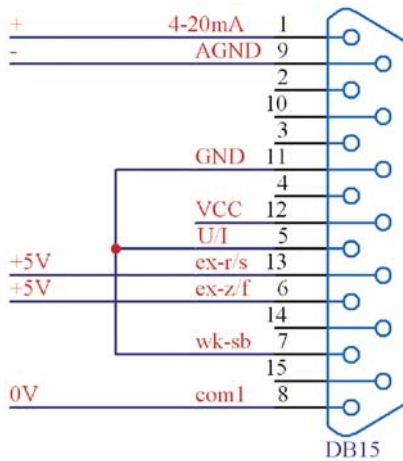 + 4-20mA 1
- AGND 9
2
10
3
GND 11
4
VCC 12
U/I 5
+5V ex-r/s 13
+5V ex-z/f 6
14
wk-sb 7
15
0V com1 8
DB15